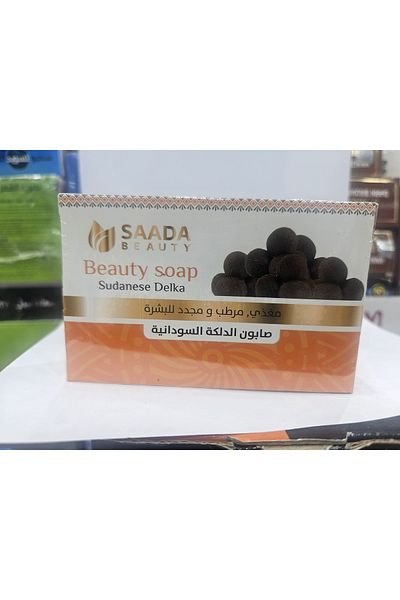 SAADA
BEAUTY
Beauty soap
Sudanese Delka
مغذي, مرطب و مجدد للبشرة
صابون الدلكة السودانية